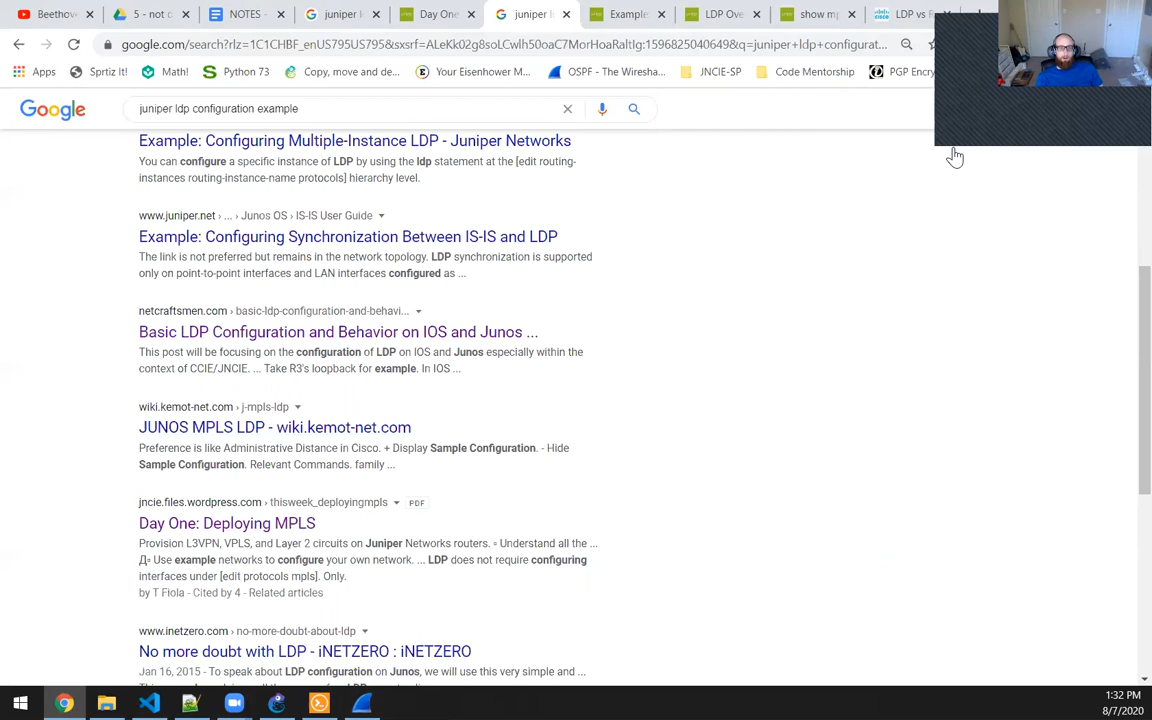 Beethov
5 - not d
NOTES -
juniper l
Day One
juniper l
Example
LDP Ove
show m
LDP vs R
google.com/search?rlz=1C1CHBF_enUS795US795&sxsrf=ALeKk02g8soLCwlh50oaC7MorHoaRaltIg:1596825040649&q=juniper+ldp+configurat...
Apps
Sprtiz It!
Math!
Python 73
Copy, move and de...
Your Eisenhower M...
OSPF - The Wiresha...
JNCIE-SP
Code Mentorship
PGP Encry
Google
juniper ldp configuration example
Example: Configuring Multiple-Instance LDP - Juniper Networks
You can configure a specific instance of LDP by using the ldp statement at the [edit routing-
instances routing-instance-name protocols] hierarchy level.
www.juniper.net › ... › Junos OS › IS-IS User Guide
Example: Configuring Synchronization Between IS-IS and LDP
The link is not preferred but remains in the network topology. LDP synchronization is supported
only on point-to-point interfaces and LAN interfaces configured as ...
netcraftsmen.com › basic-ldp-configuration-and-behavi...
Basic LDP Configuration and Behavior on IOS and Junos ...
This post will be focusing on the configuration of LDP on IOS and Junos especially within the
context of CCIE/JNCIE. ... Take R3's loopback for example. In IOS ...
wiki.kemot-net.com › j-mpls-ldp
JUNOS MPLS LDP - wiki.kemot-net.com
Preference is like Administrative Distance in Cisco. + Display Sample Configuration. - Hide
Sample Configuration. Relevant Commands. family ...
jncie.files.wordpress.com › thisweek_deployingmpls PDF
Day One: Deploying MPLS
Provision L3VPN, VPLS, and Layer 2 circuits on Juniper Networks routers. ▫ Understand all the ...
Д▫ Use example networks to configure your own network. ... LDP does not require configuring
interfaces under [edit protocols mpls]. Only.
by T Fiola - Cited by 4 - Related articles
www.inetzero.com › no-more-doubt-about-ldp
No more doubt with LDP - iNETZERO : iNETZERO
Jan 16, 2015 - To speak about LDP configuration on Junos, we will use this very simple and ...
1:32 PM
8/7/2020